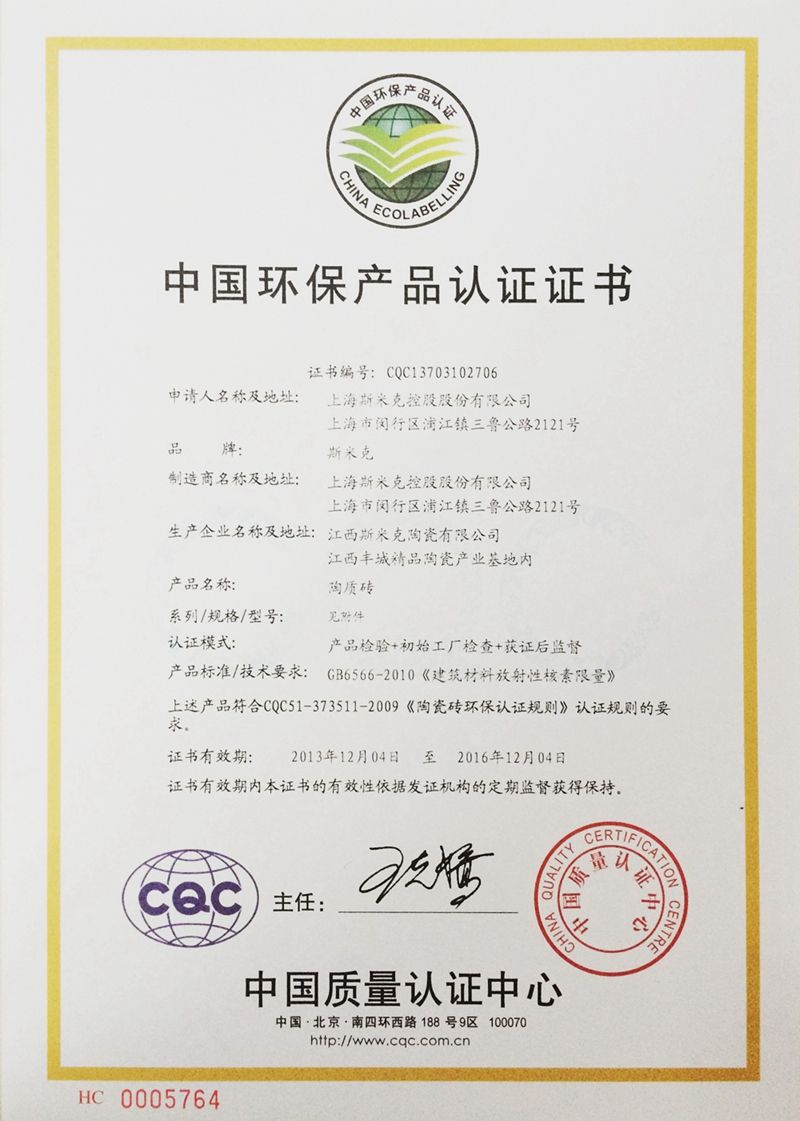 中国环保产品认证
CHINA ECOLABELLING
中国环保产品认证证书
证书编号: CQC13703102706
申请人名称及地址: 上海斯米克控股股份有限公司
上海市闵行区浦江镇三鲁公路2121号
品 牌: 斯米克
制造商名称及地址: 上海斯米克控股股份有限公司
上海市闵行区浦江镇三鲁公路2121号
生产企业名称及地址: 江西斯米克陶瓷有限公司
江西丰城精品陶瓷产业基地内
产品名称: 陶质砖
系列/规格/型号: 见附件
认证模式: 产品检验+初始工厂检查+获证后监督
产品标准/技术要求: GB6566-2010《建筑材料放射性核素限量》
上述产品符合CQC51-373511-2009《陶瓷砖环保认证规则》认证规则的要
求。
证书有效期: 2013年12月04日 至 2016年12月04日
证书有效期内本证书的有效性依据发证机构的定期监督获得保持。
CQC
主任:
CHINA QUALITY CERTIFICATION CENTRE
中国质量认证中心
中国质量认证中心
中国·北京·南四环西路 188 号9区 100070
http://www.cqc.com.cn
HC 0005764